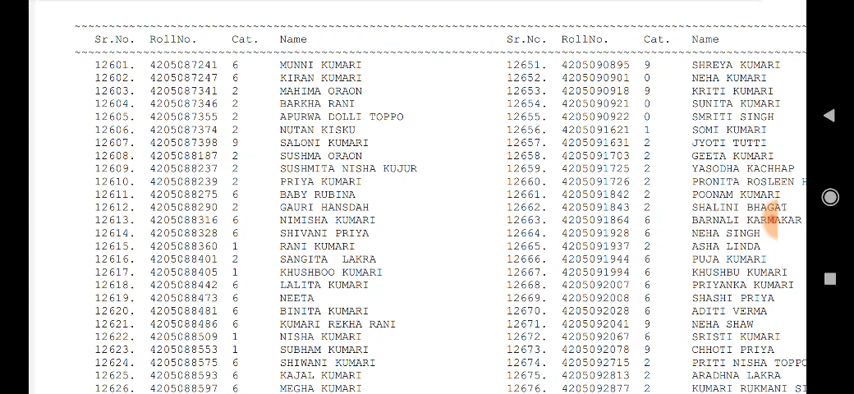 Sr.No. RollNo. Cat. Name Sr.No. RollNo. Cat. Name
12601. 4205087241 6 MUNNI KUMARI 12651. 4205090895 9 SHREYA KUMARI
12602. 4205087247 6 KIRAN KUMARI 12652. 4205090901 0 NEHA KUMARI
12603. 4205087341 2 MAHIMA ORAON 12653. 4205090918 9 KRITI KUMARI
12604. 4205087346 2 BARKHA RANI 12654. 4205090921 0 SUNITA KUMARI
12605. 4205087355 2 APURWA DOLLI TOPPO 12655. 4205090922 0 SMRITI SINGH
12606. 4205087374 2 NUTAN KISKU 12656. 4205091621 1 SOMI KUMARI
12607. 4205087398 9 SALONI KUMARI 12657. 4205091631 2 JYOTI TUTTI
12608. 4205088187 2 SUSHMA ORAON 12658. 4205091703 2 GEETA KUMARI
12609. 4205088237 2 SUSHMITA NISHA KUJUR 12659. 4205091725 2 YASODHA KACHHAP
12610. 4205088239 2 PRIYA KUMARI 12660. 4205091726 2 PRONITA ROSLEEN H
12611. 4205088275 6 BABY RUBINA 12661. 4205091842 2 POONAM KUMARI
12612. 4205088290 2 GAURI HANSDAH 12662. 4205091843 2 SHALINI BHAGAT
12613. 4205088316 6 NIMISHA KUMARI 12663. 4205091864 6 BARNALI KARMAKAR
12614. 4205088328 6 SHIVANI PRIYA 12664. 4205091928 6 NEHA SINGH
12615. 4205088360 1 RANI KUMARI 12665. 4205091937 2 ASHA LINDA
12616. 4205088401 2 SANGITA LAKRA 12666. 4205091944 6 PUJA KUMARI
12617. 4205088405 1 KHUSHBOO KUMARI 12667. 4205091994 6 KHUSHBU KUMARI
12618. 4205088442 6 LALITA KUMARI 12668. 4205092007 6 PRIYANKA KUMARI
12619. 4205088473 6 NEETA 12669. 4205092008 6 SHASHI PRIYA
12620. 4205088481 6 BINITA KUMARI 12670. 4205092028 6 ADITI VERMA
12621. 4205088486 6 KUMARI REKHA RANI 12671. 4205092041 9 NEHA SHAW
12622. 4205088509 1 NISHA KUMARI 12672. 4205092067 6 SRISTI KUMARI
12623. 4205088553 1 SUBHAM KUMARI 12673. 4205092078 9 CHHOTI PRIYA
12624. 4205088575 6 SHIWANI KUMARI 12674. 4205092715 2 PRITI NISHA TOPPO
12625. 4205088593 6 KAJAL KUMARI 12675. 4205092813 2 ARADHNA LAKRA
12626. 4205088597 6 MEGHA KUMARI 12676. 4205092877 2 KUMARI RUKMANI SI